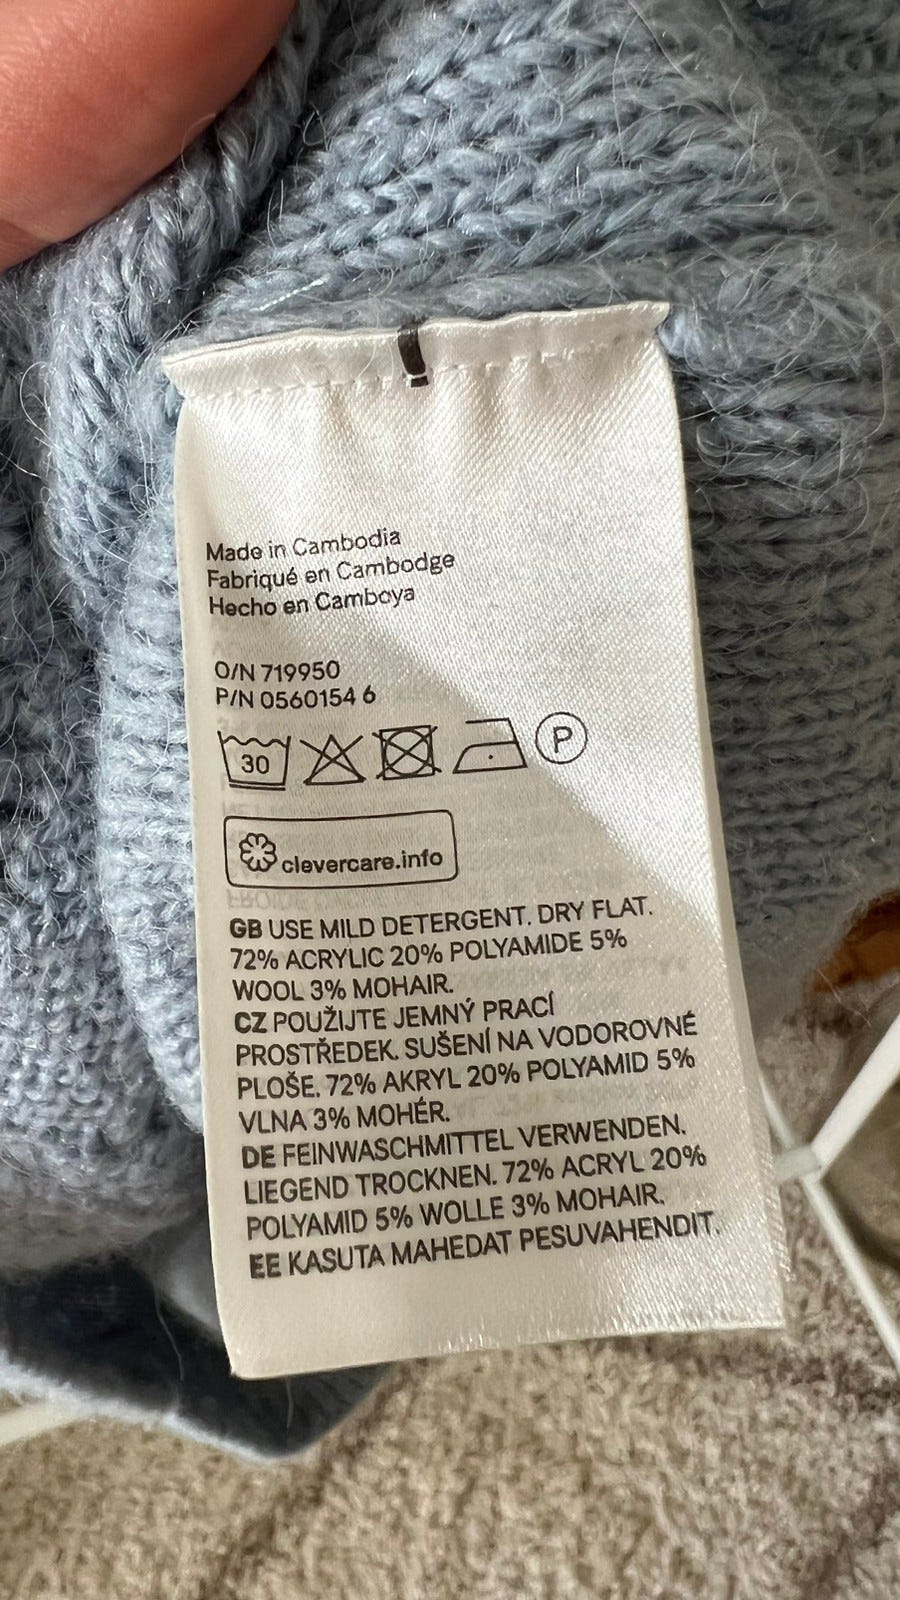 Made in Cambodia
Fabriqué en Cambodge
Hecho en Camboya
O/N 719950
P/N 0560154 6
30 P
clevercare.info
GB USE MILD DETERGENT. DRY FLAT.
72% ACRYLIC 20% POLYAMIDE 5%
WOOL 3% MOHAIR.
CZ POUŽIJTE JEMNÝ PRACÍ
PROSTŘEDEK. SUŠENÍ NA VODOROVNÉ
PLOŠE. 72% AKRYL 20% POLYAMID 5%
VLNA 3% MOHÉR.
DE FEINWASCHMITTEL VERWENDEN.
LIEGEND TROCKNEN. 72% ACRYL 20%
POLYAMID 5% WOLLE 3% MOHAIR.
EE KASUTA MAHEDAT PESUVAHENDIT.